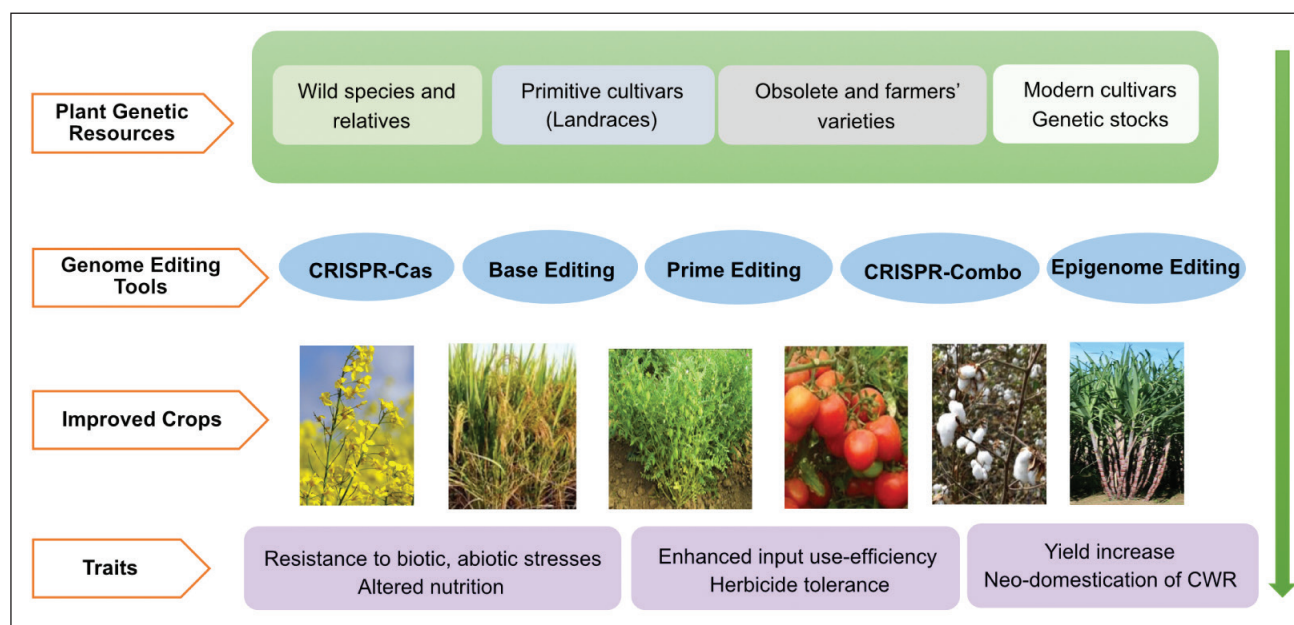 Plant Genetic
Resources
Wild species and
relatives
Primitive cultivars
(Landraces)
Obsolete and farmers’
varieties
Modern cultivars
Genetic stocks
Genome Editing
Tools
CRISPR-Cas
Base Editing
Prime Editing
CRISPR-Combo
Epigenome Editing
Improved Crops
Traits
Resistance to biotic, abiotic stresses
Altered nutrition
Enhanced input use-efficiency
Herbicide tolerance
Yield increase
Neo-domestication of CWR